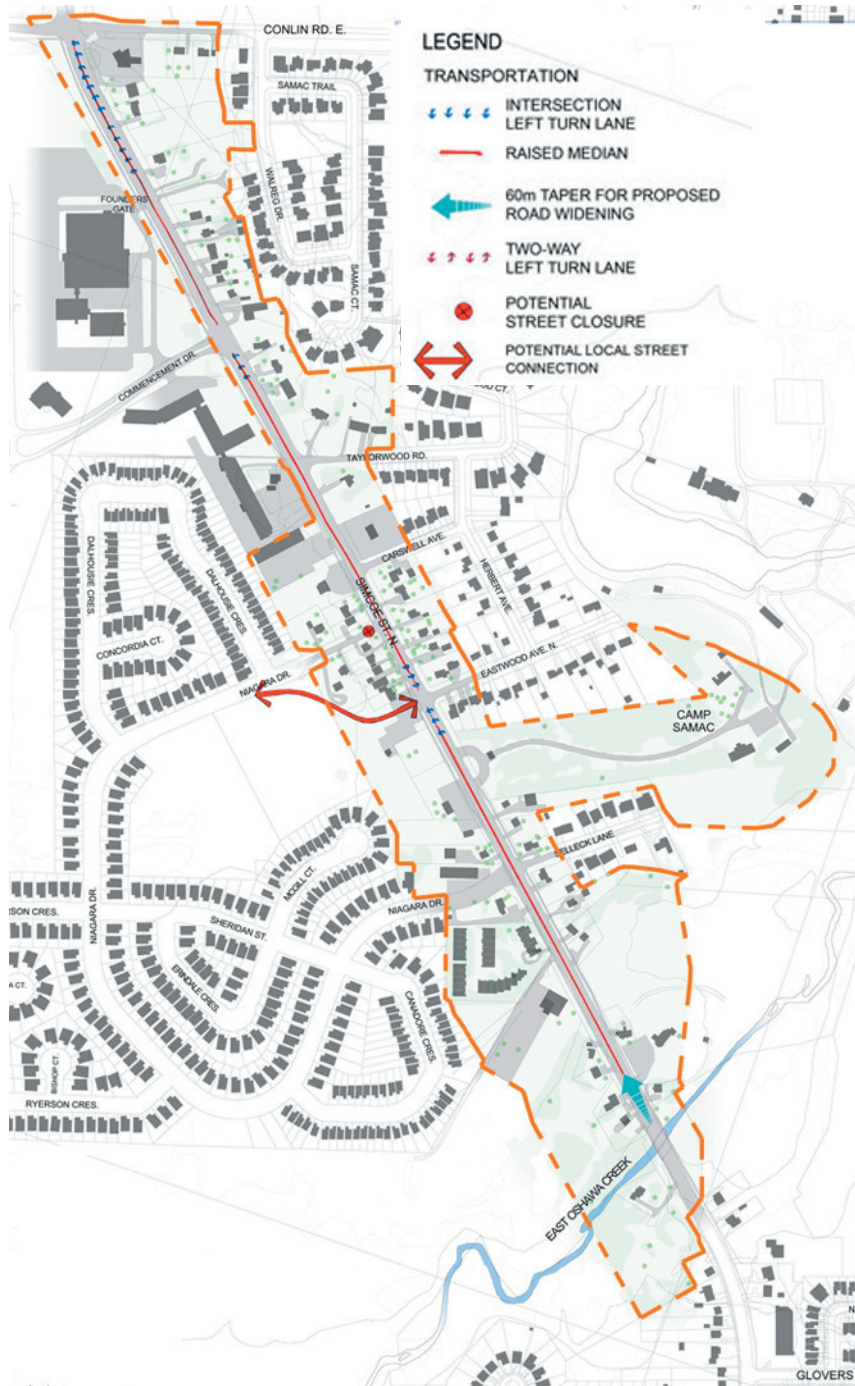 CONLIN RD. E.
SAMAC TRAIL
WALREG DR.
SAMAC CT.
FOUNDERS
GATE
COMMENCEMENT DR.
LEGEND
TRANSPORTATION
INTERSECTION
LEFT TURN LANE
RAISED MEDIAN
60m TAPER FOR PROPOSED
ROAD WIDENING
TWO-WAY
LEFT TURN LANE
POTENTIAL
STREET CLOSURE
POTENTIAL LOCAL STREET
CONNECTION
CT.
TAYLORWOOD RD.
DALHOUSIE CRES.
DALHOUSIE CRES.
CONCORDIA CT.
CARSWELL AVE.
HERBERT AVE.
SIMCOE ST. N
EASTWOOD AVE. N.
NIAGARA DR.
CAMP
SAMAC
SELLECK LANE
MCGILL CT.
NIAGARA DR.
NIAGARA DR.
RSON CRES.
SHERIDAN ST.
ERINDALE CRES.
CANADORE CRES.
A CT.
BISHOP CT.
RYERSON CRES.
EAST OSHAWA CREEK
N
GLOVERS